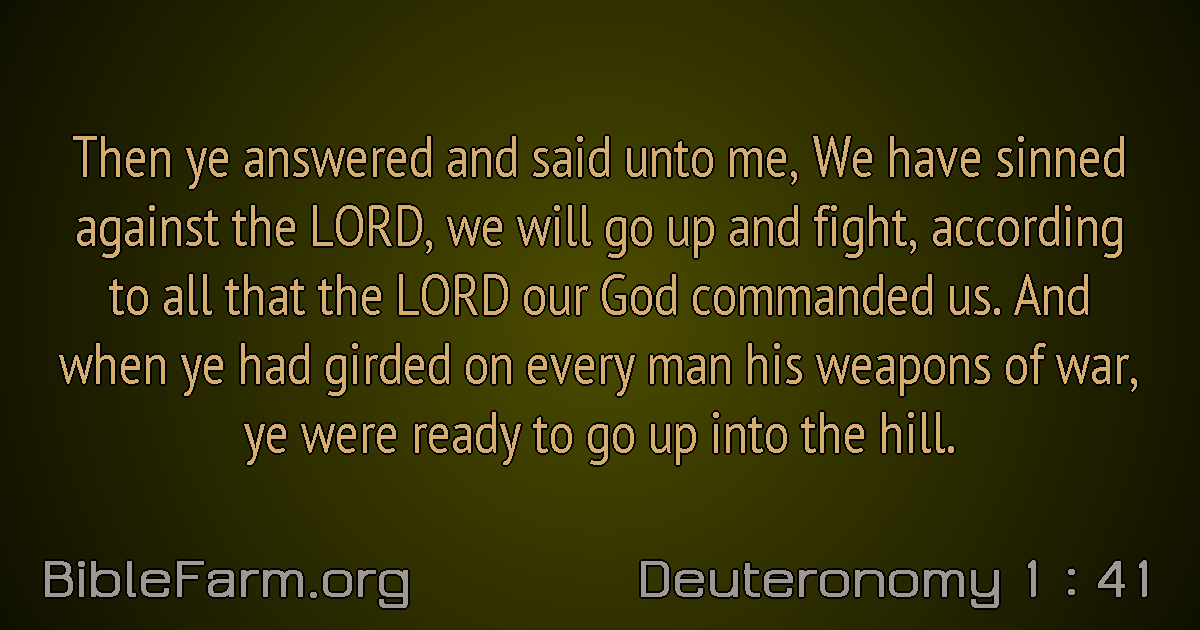 Then ye answered and said unto me, We have sinned
against the LORD, we will go up and fight, according
to all that the LORD our God commanded us. And
when ye had girded on every man his weapons of war,
ye were ready to go up into the hill.
BibleFarm.org
Deuteronomy 1 : 41